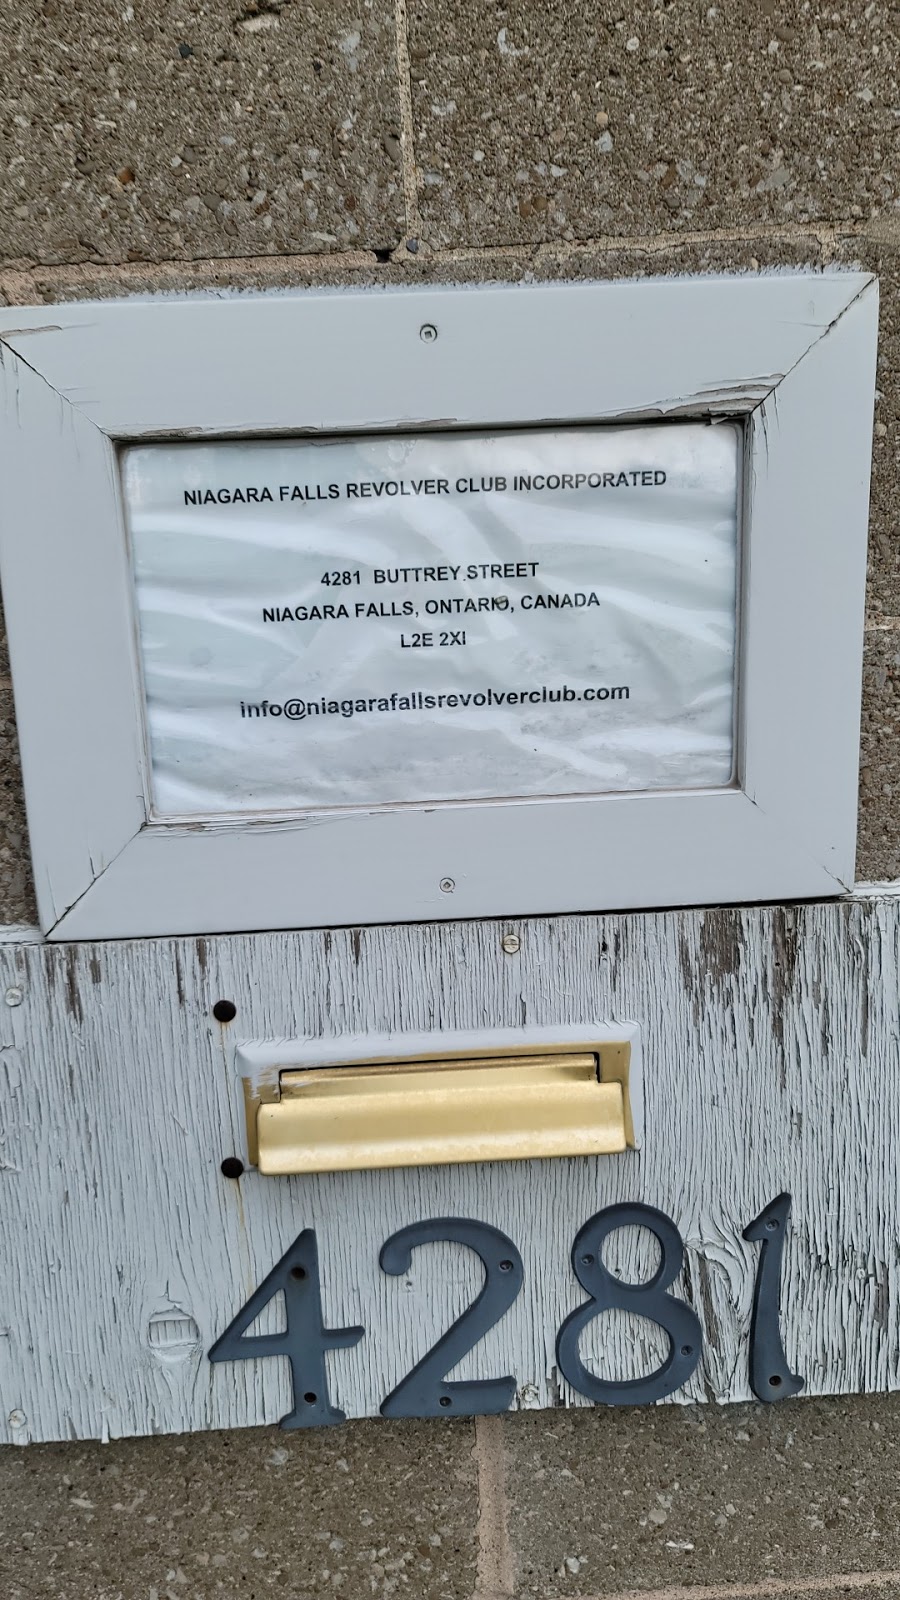 NIAGARA FALLS REVOLVER CLUB INCORPORATED
4281 BUTTREY STREET
NIAGARA FALLS, ONTARIO, CANADA
L2E 2XI
info@niagarafallsrevolverclub.com
4281